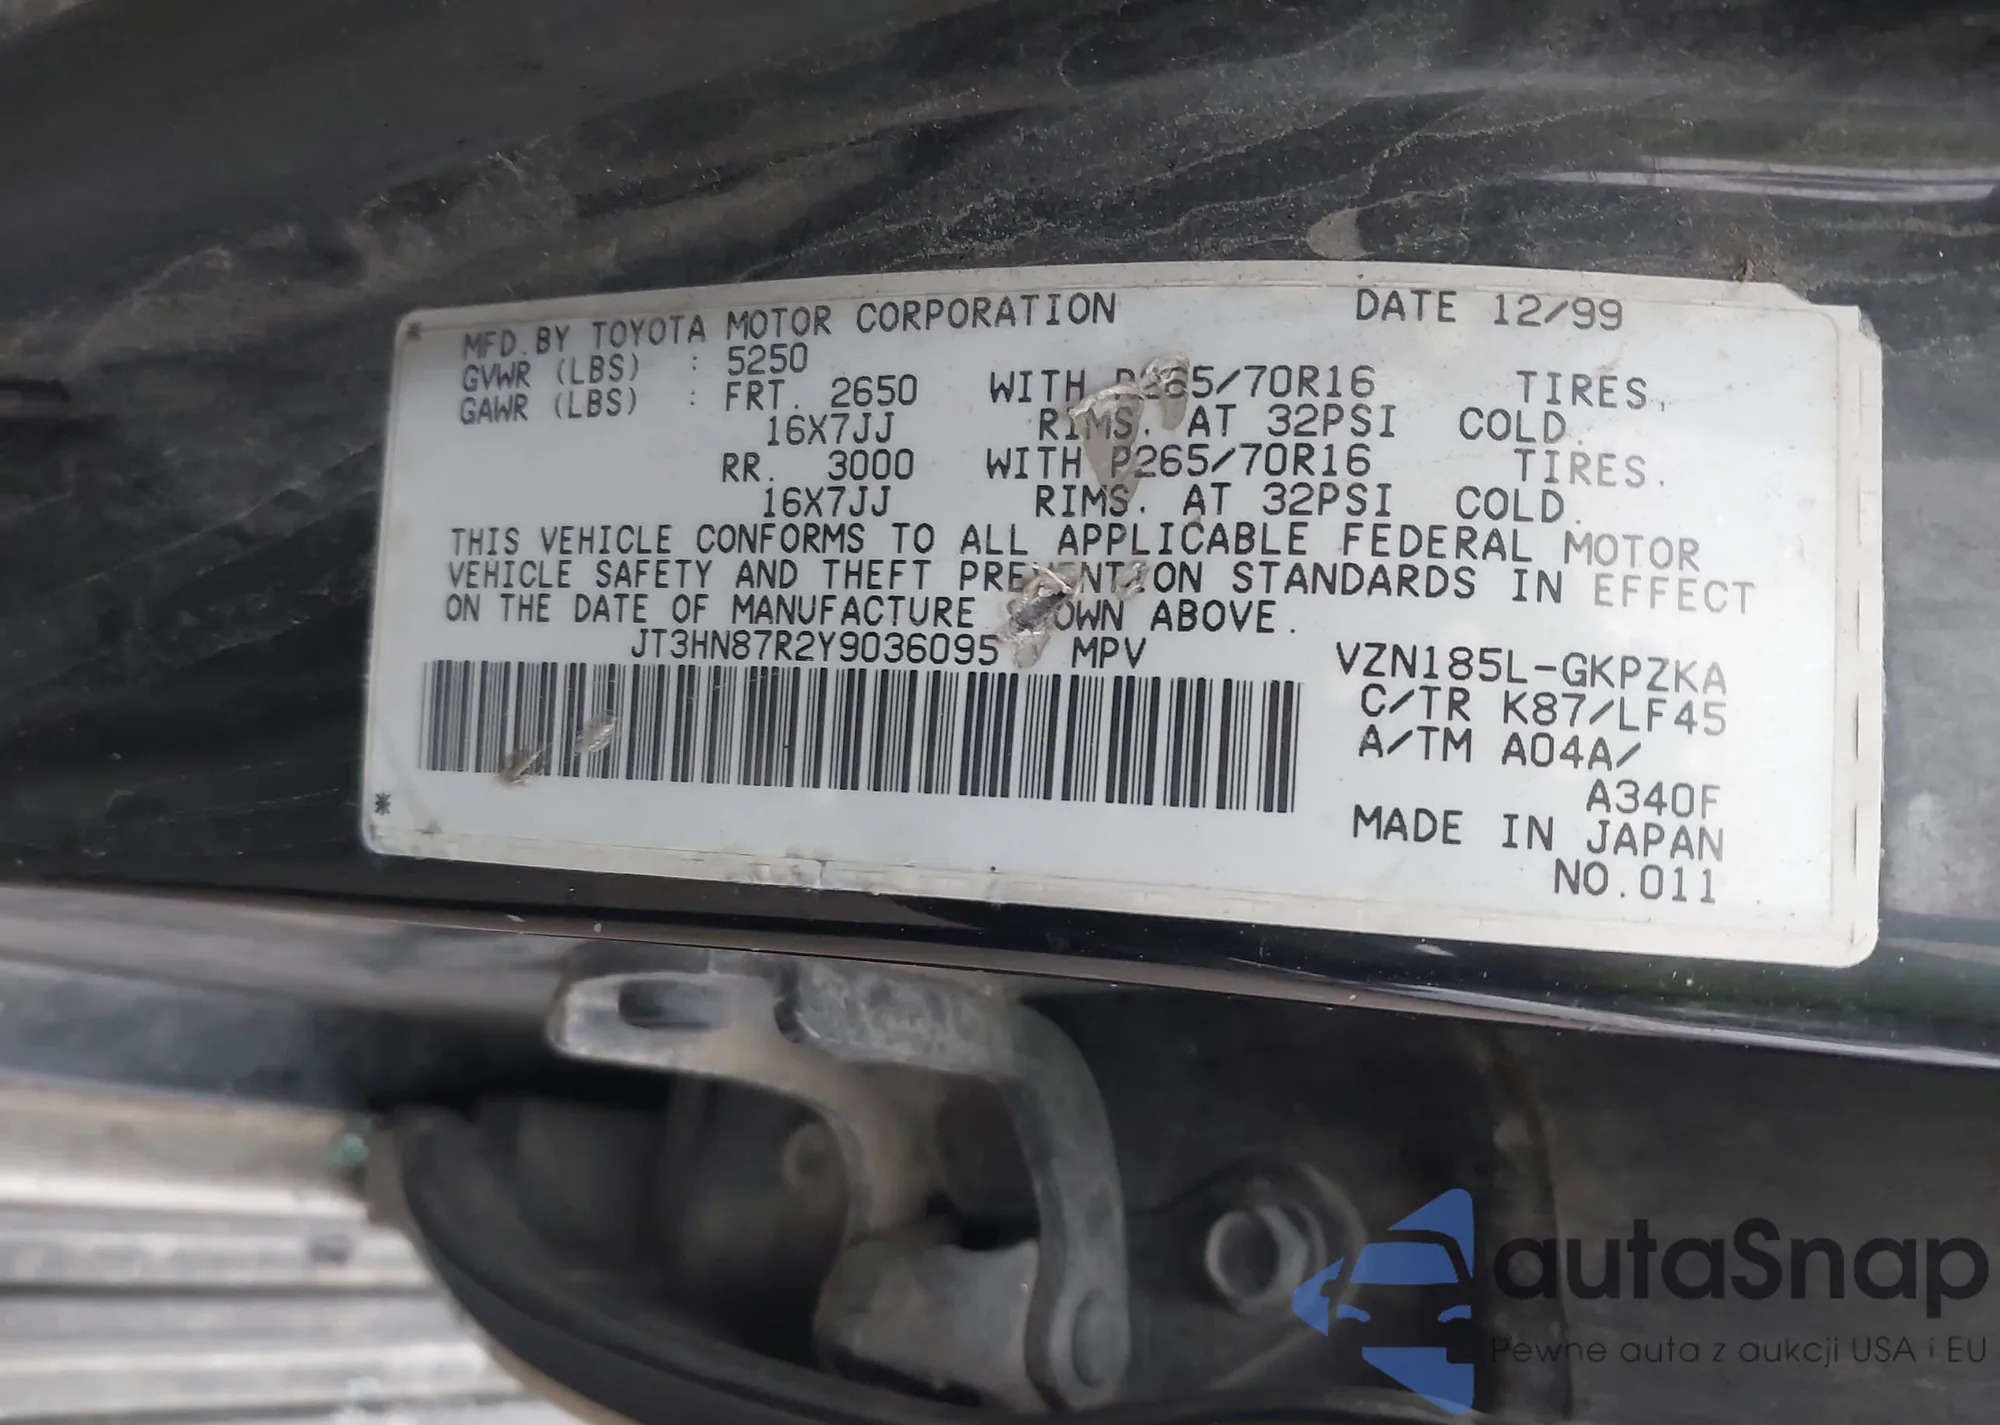 MFD. BY TOYOTA MOTOR CORPORATION DATE 12/99
GVWR (LBS) : 5250
GAWR (LBS) : FRT. 2650 WITH P265/70R16 TIRES,
16X7JJ RIMS. AT 32PSI COLD.
RR. 3000 WITH P265/70R16 TIRES.
16X7JJ RIMS. AT 32PSI COLD.
THIS VEHICLE CONFORMS TO ALL APPLICABLE FEDERAL MOTOR
VEHICLE SAFETY AND THEFT PREVENTION STANDARDS IN EFFECT
ON THE DATE OF MANUFACTURE SHOWN ABOVE.
JT3HN87R2Y9036095 MPV VZN185L-GKPZKA
C/TR K87/LF45
A/TM A04A/
A340F
MADE IN JAPAN
NO.011
autaSnap
Pewne auta z aukcji USA i EU